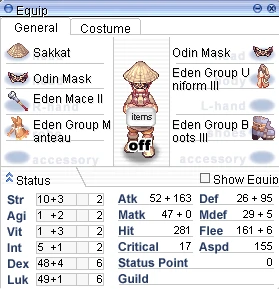 Equip
General Costume
Sakkat
Odin Mask
Odin Mask
Eden Group U
niform III
Eden Mace II
R-hand
L-hand
Eden Group M
anteau
Eden Group B
oots III
items
off
accessory
accessory
Status
Show Equip
Str 10+3 2
Agi 1 +2 2
Vit 1 +3 2
Int 5 +1 2
Dex 48+4 6
Luk 49+1 6
Atk 52 + 163
Def 26 + 95
Matk 47 + 0
Mdef 29 + 5
Hit 281
Flee 161 + 6
Critical 17
Aspd 155
Status Point 0
Guild